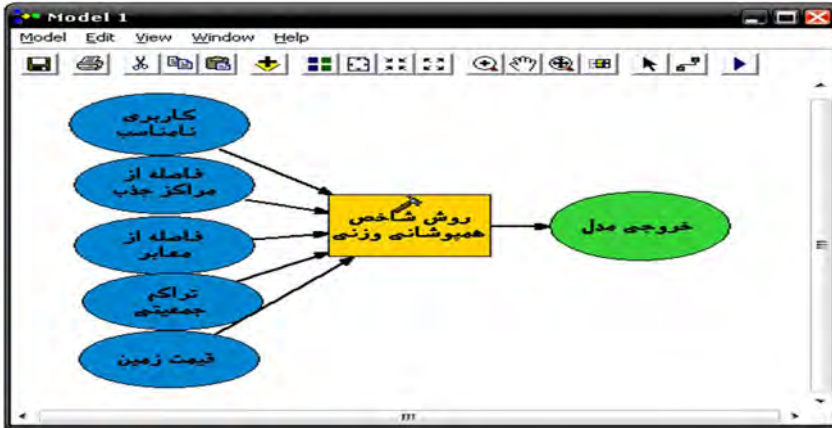 Model 1
Model Edit View Window Help
کاربری
نامناسب
فاصله از
مراکز جذب
فاصله از
معابر
تراکم
جمعیتی
قیمت زمین
روش شاخص
همپوشانی وزنی
خروجی مدل